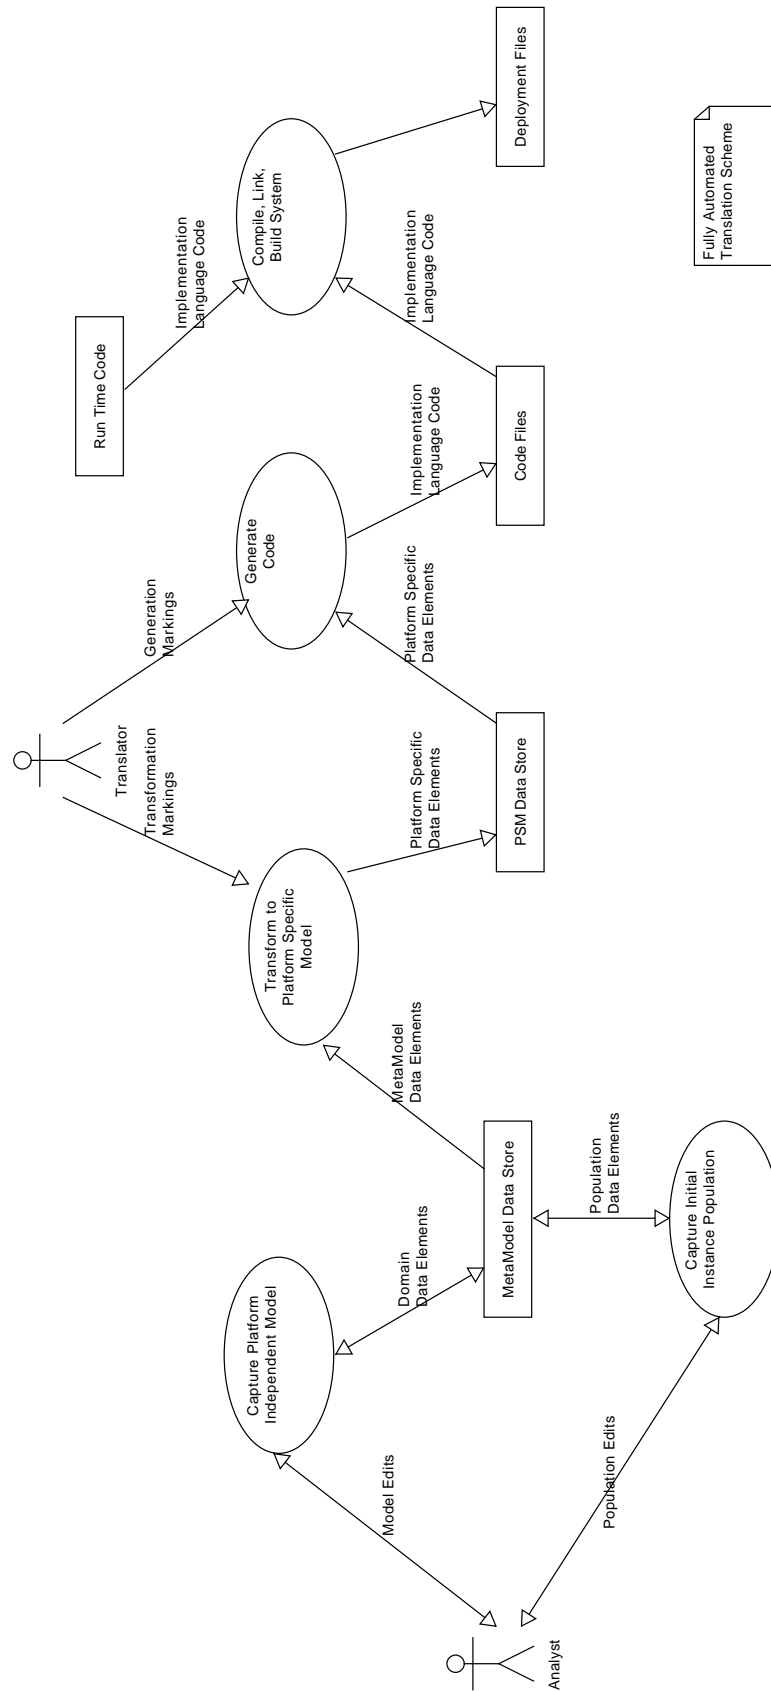 Analyst
Model Edits
Population Edits
Capture Platform
Independent Model
Domain
Data Elements
MetaModel Data Store
Population
Data Elements
Capture Initial
Instance Population
MetaModel
Data Elements
Transform to
Platform Specific
Model
Transformation
Markings
Translator
Generation
Markings
Platform Specific
Data Elements
PSM Data Store
Platform Specific
Data Elements
Generate
Code
Implementation
Language Code
Code Files
Run Time Code
Implementation
Language Code
Implementation
Language Code
Compile, Link,
Build System
Deployment Files
Fully Automated
Translation Scheme